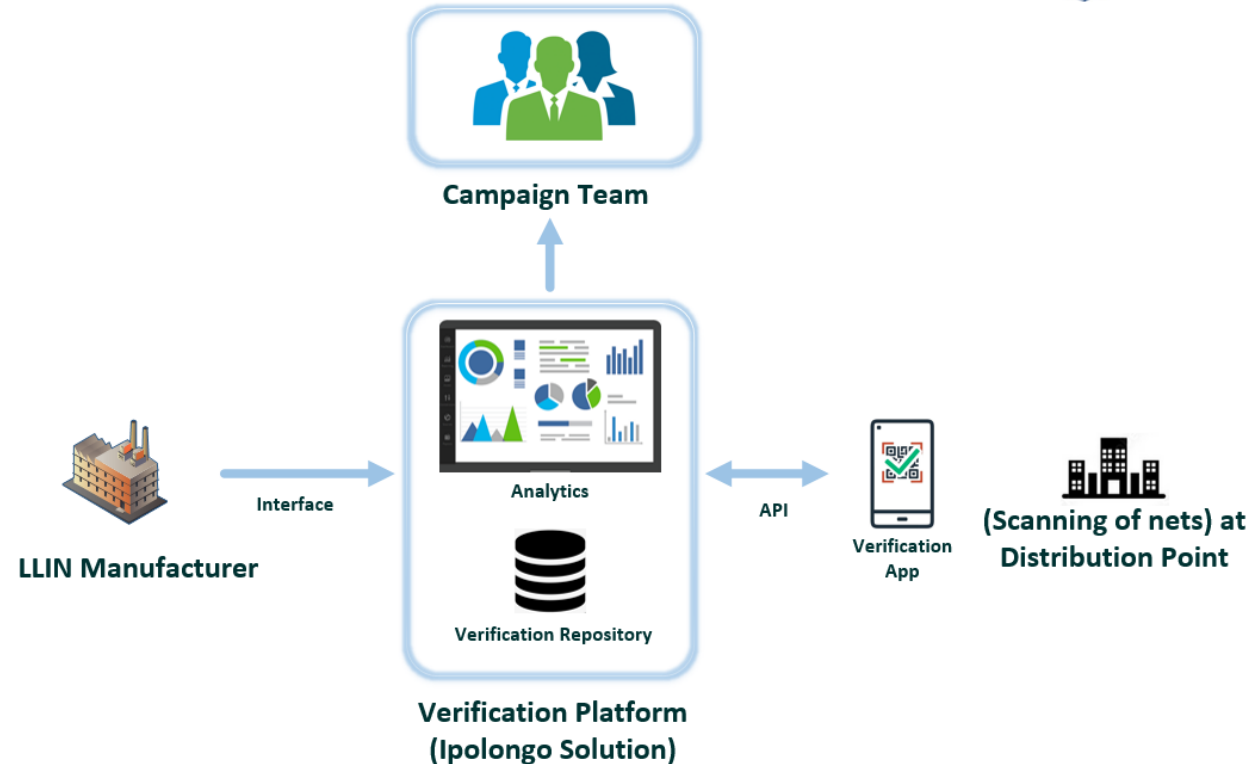 Campaign Team
Analytics
Interface
API
LLIN Manufacturer
Verification
App
(Scanning of nets) at
Distribution Point
Verification Repository
Verification Platform
(Ipolongo Solution)